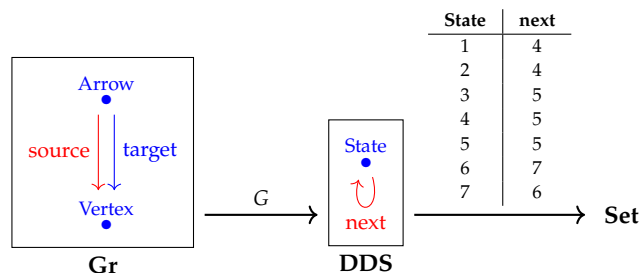 State next
1 4
2 4
3 5
4 5
5 5
6 7
7 6
Arrow
source target
Vertex
Gr
G
State
next
DDS
Set